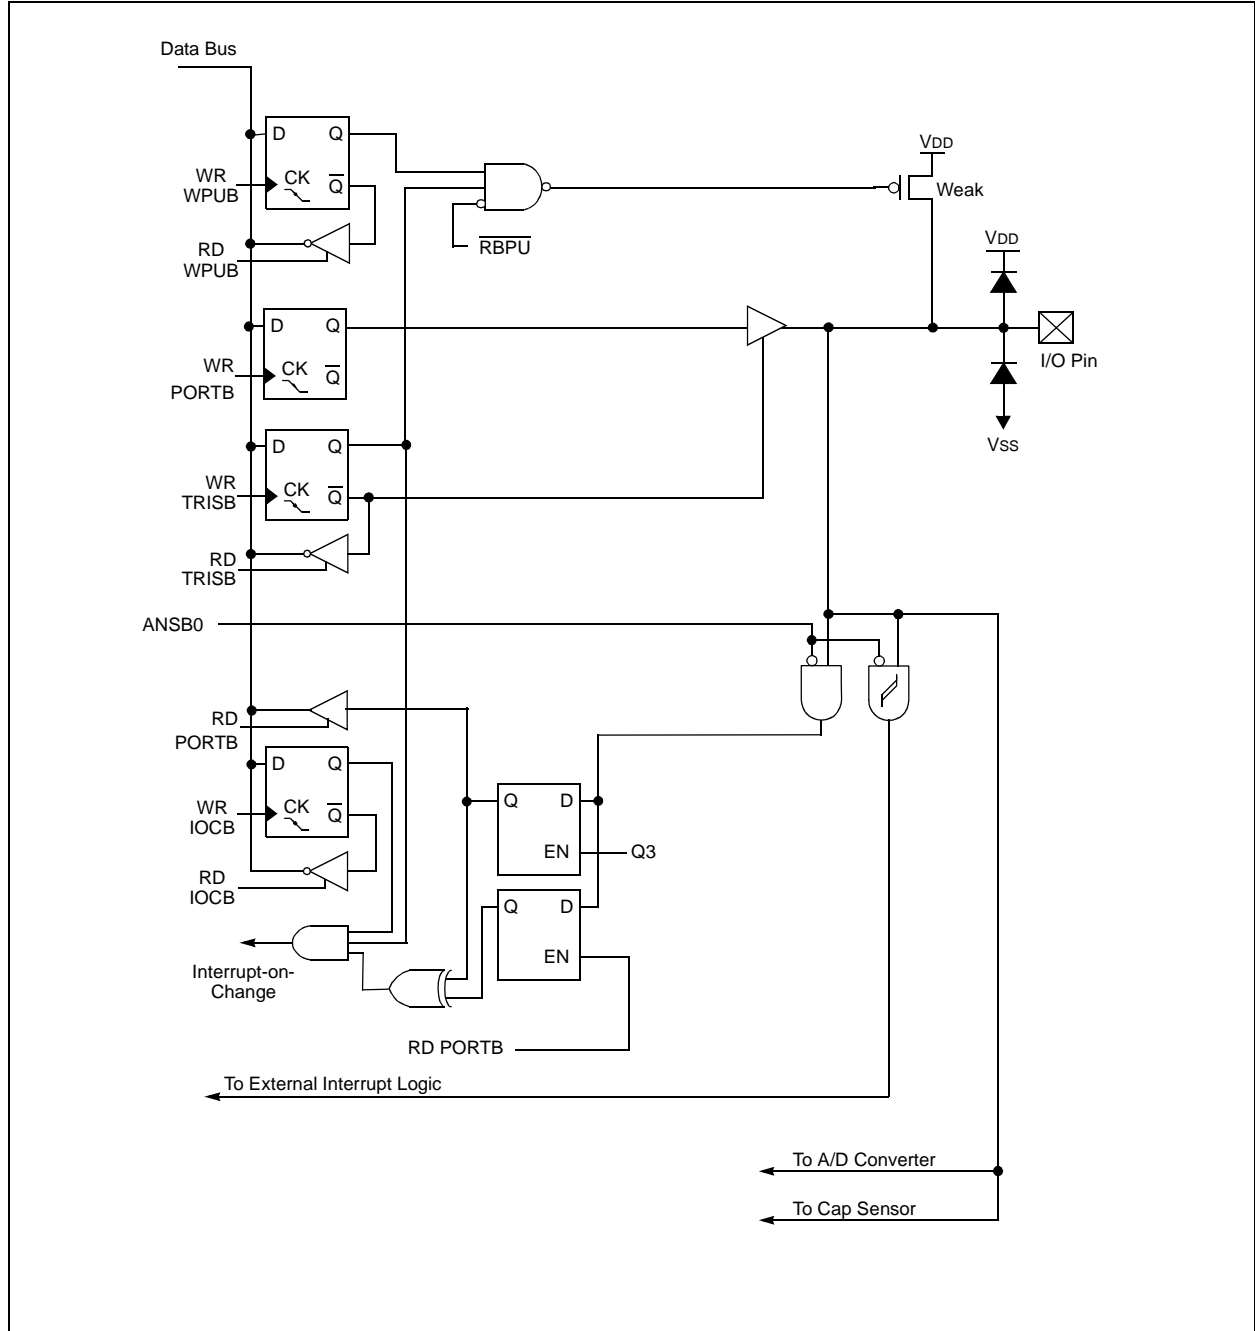 Data Bus
D Q
WR
WPUB
CK Q̅
VDD
Weak
RD
WPUB
R̅B̅P̅U̅
VDD
D Q
WR
PORTB
CK Q̅
I/O Pin
D Q
VSS
WR
TRISB
CK Q̅
RD
TRISB
ANSB0
RD
PORTB
D Q
WR
IOCB
CK Q̅
Q D
EN
Q3
RD
IOCB
Q D
EN
Interrupt-on-
Change
RD PORTB
To External Interrupt Logic
To A/D Converter
To Cap Sensor